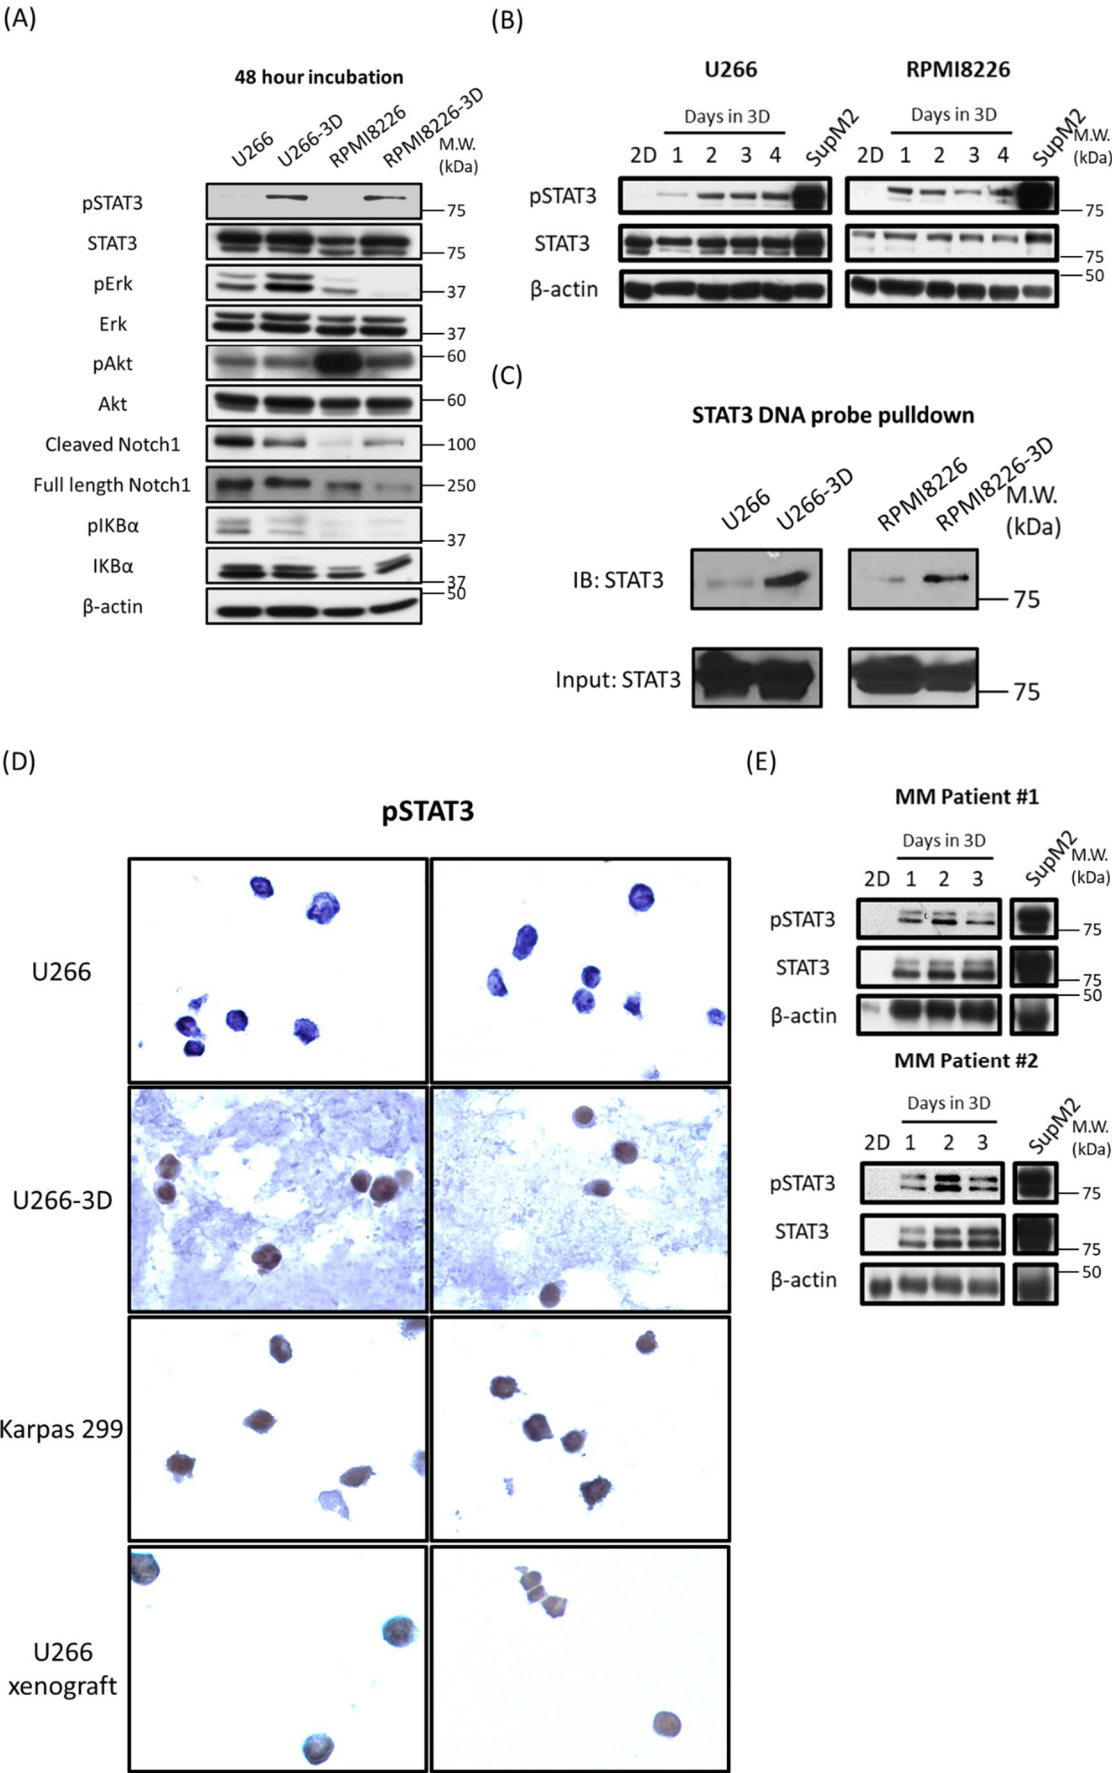 (A)
48 hour incubation
U266
U266-3D
RPMI8226
RPMI8226-3D
M.W.
(kDa)
pSTAT3
75
STAT3
75
pErk
37
Erk
37
pAkt
60
Akt
60
Cleaved Notch1
100
Full length Notch1
250
pIKBα
37
IKBα
37
50
β-actin
(B)
U266
RPMI8226
Days in 3D
Days in 3D
2D 1 2 3 4 SupM2
2D 1 2 3 4 SupM2
M.W.
(kDa)
pSTAT3
75
STAT3
75
50
β-actin
(C)
STAT3 DNA probe pulldown
U266
U266-3D
RPMI8226
RPMI8226-3D
M.W.
(kDa)
IB: STAT3
75
Input: STAT3
75
(D)
pSTAT3
U266
U266-3D
Karpas 299
U266
xenograft
(E)
MM Patient #1
Days in 3D
2D 1 2 3 SupM2
M.W.
(kDa)
pSTAT3
75
STAT3
75
50
β-actin
MM Patient #2
Days in 3D
2D 1 2 3 SupM2
M.W.
(kDa)
pSTAT3
75
STAT3
75
50
β-actin